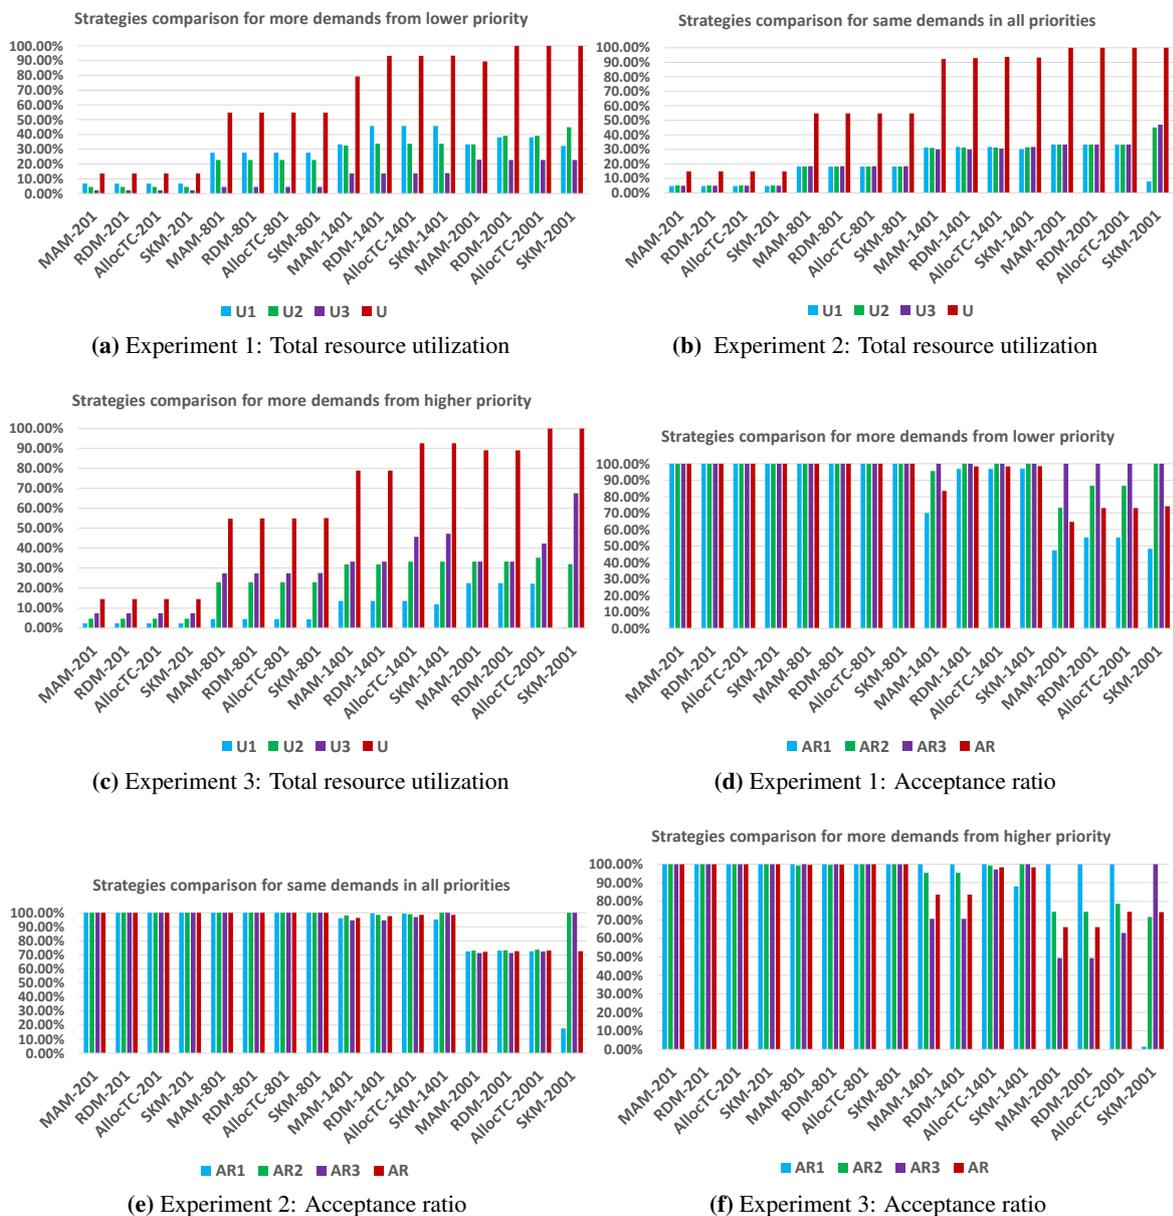 Strategies comparison for more demands from lower priority
100.00%
90.00%
80.00%
70.00%
60.00%
50.00%
40.00%
30.00%
20.00%
10.00%
0.00%
MAM-201 RDM-201 AllocTC-201 SKM-201 MAM-801 RDM-801 AllocTC-801 SKM-801 MAM-1401 RDM-1401 AllocTC-1401 SKM-1401 MAM-2001 RDM-2001 AllocTC-2001 SKM-2001
U1 U2 U3 U
(a) Experiment 1: Total resource utilization
Strategies comparison for same demands in all priorities
100.00%
90.00%
80.00%
70.00%
60.00%
50.00%
40.00%
30.00%
20.00%
10.00%
0.00%
MAM-201 RDM-201 AllocTC-201 SKM-201 MAM-801 RDM-801 AllocTC-801 SKM-801 MAM-1401 RDM-1401 AllocTC-1401 SKM-1401 MAM-2001 RDM-2001 AllocTC-2001 SKM-2001
U1 U2 U3 U
(b) Experiment 2: Total resource utilization
Strategies comparison for more demands from higher priority
100.00%
90.00%
80.00%
70.00%
60.00%
50.00%
40.00%
30.00%
20.00%
10.00%
0.00%
MAM-201 RDM-201 AllocTC-201 SKM-201 MAM-801 RDM-801 AllocTC-801 SKM-801 MAM-1401 RDM-1401 AllocTC-1401 SKM-1401 MAM-2001 RDM-2001 AllocTC-2001 SKM-2001
U1 U2 U3 U
(c) Experiment 3: Total resource utilization
Strategies comparison for more demands from lower priority
100.00%
90.00%
80.00%
70.00%
60.00%
50.00%
40.00%
30.00%
20.00%
10.00%
0.00%
MAM-201 RDM-201 AllocTC-201 SKM-201 MAM-801 RDM-801 AllocTC-801 SKM-801 MAM-1401 RDM-1401 AllocTC-1401 SKM-1401 MAM-2001 RDM-2001 AllocTC-2001 SKM-2001
AR1 AR2 AR3 AR
(d) Experiment 1: Acceptance ratio
Strategies comparison for same demands in all priorities
100.00%
90.00%
80.00%
70.00%
60.00%
50.00%
40.00%
30.00%
20.00%
10.00%
0.00%
MAM-201 RDM-201 AllocTC-201 SKM-201 MAM-801 RDM-801 AllocTC-801 SKM-801 MAM-1401 RDM-1401 AllocTC-1401 SKM-1401 MAM-2001 RDM-2001 AllocTC-2001 SKM-2001
AR1 AR2 AR3 AR
(e) Experiment 2: Acceptance ratio
Strategies comparison for more demands from higher priority
100.00%
90.00%
80.00%
70.00%
60.00%
50.00%
40.00%
30.00%
20.00%
10.00%
0.00%
MAM-201 RDM-201 AllocTC-201 SKM-201 MAM-801 RDM-801 AllocTC-801 SKM-801 MAM-1401 RDM-1401 AllocTC-1401 SKM-1401 MAM-2001 RDM-2001 AllocTC-2001 SKM-2001
AR1 AR2 AR3 AR
(f) Experiment 3: Acceptance ratio